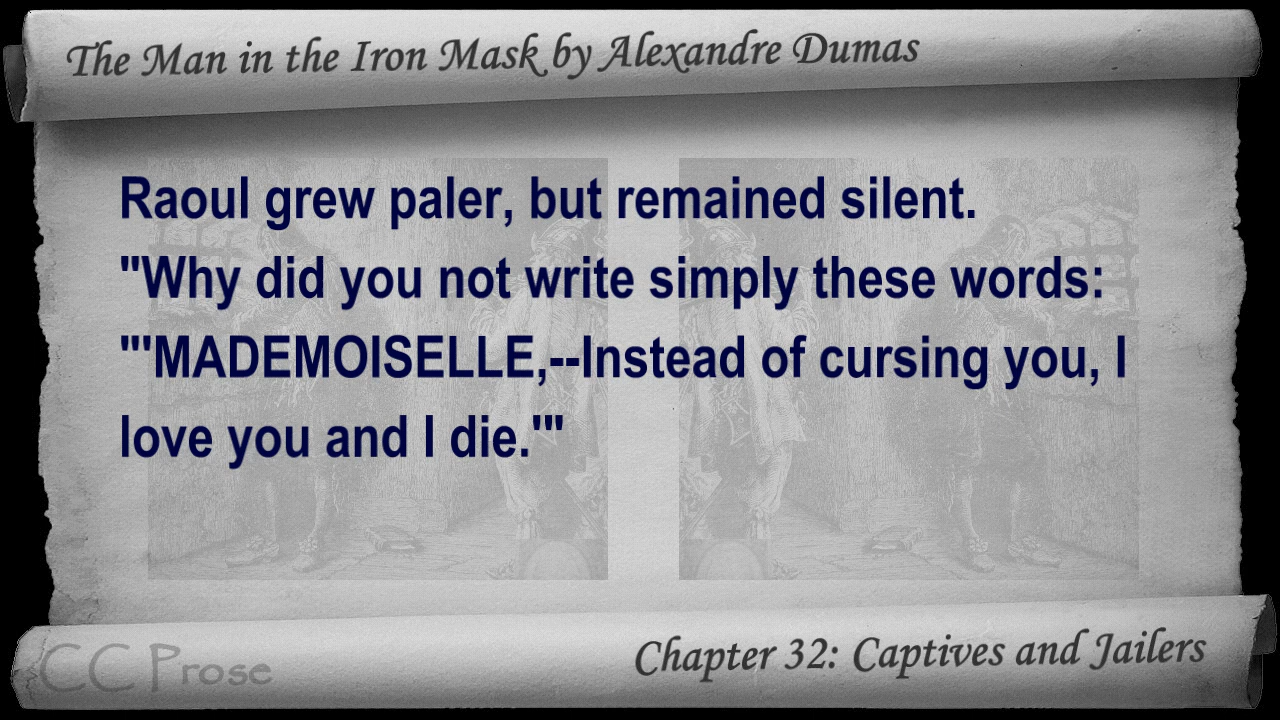 The Man in the Iron Mask by Alexandre Dumas
Raoul grew paler, but remained silent.
"Why did you not write simply these words:
"'MADEMOISELLE,--Instead of cursing you, I
love you and I die.'"
CC Prose
Chapter 32: Captives and Jailers